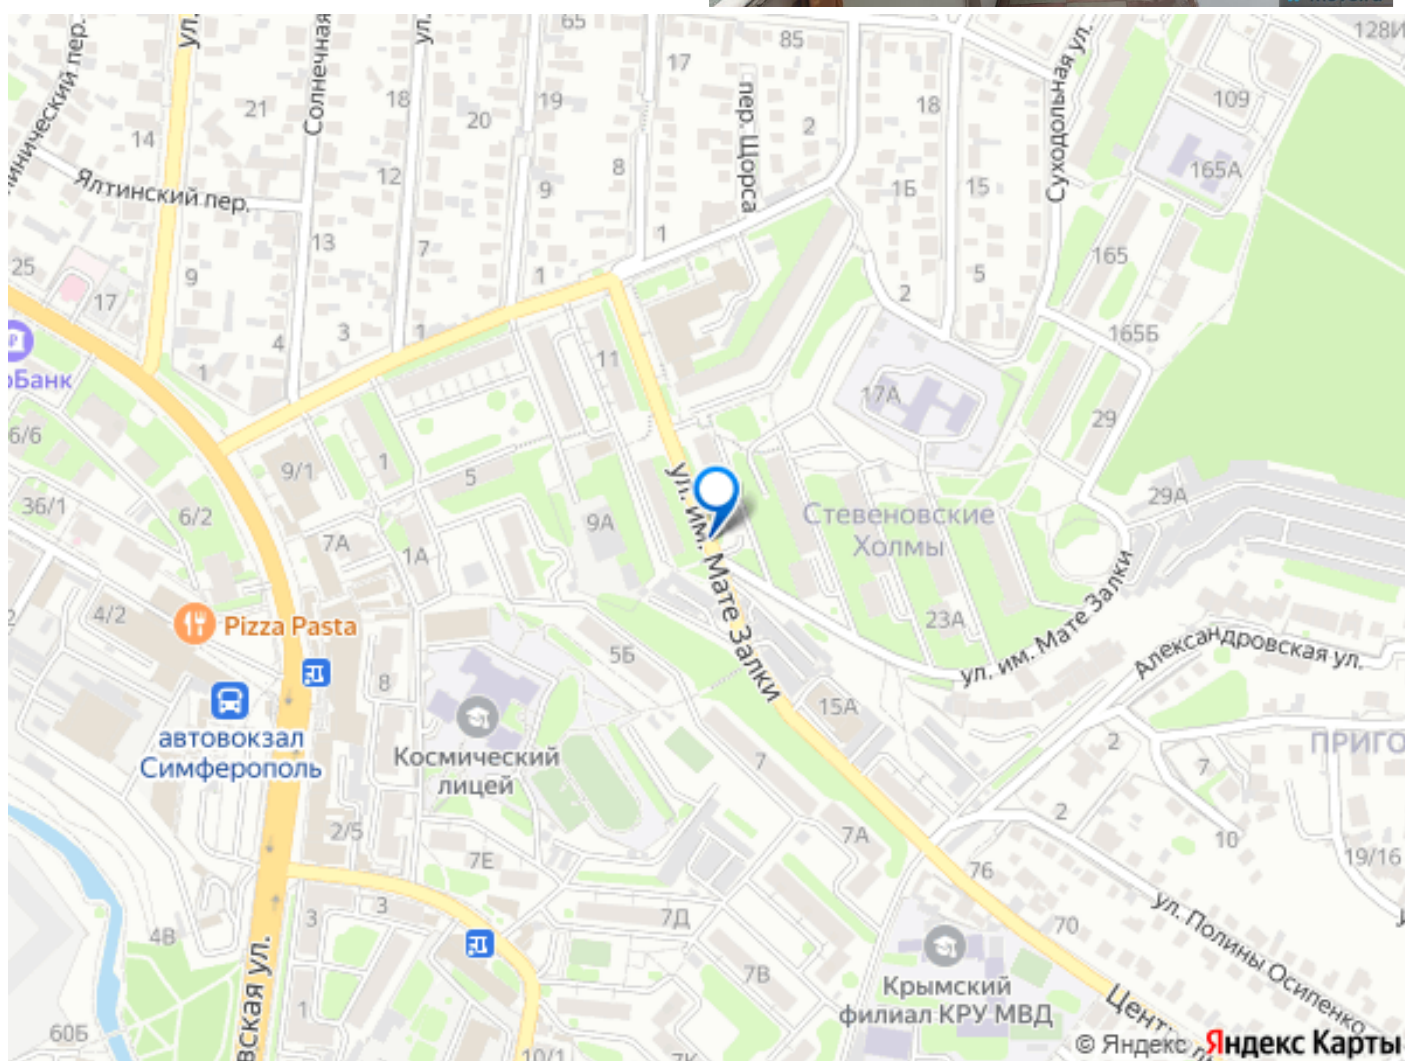 128И
65
85
17
ул.
ул.
Солнечная
21
18
20
19
пер. Щорса
2
18
Суходольная ул.
109
14
165А
Ялтинский пер.
12
9
8
1Б
15
13
7
1
165
25
17
9
1
5
2
4
3
1
11
165Б
1
17А
29
6/6
9/1
1
5
ул. им. Мате Залки
29А
36/1
6/2
7А
1А
9А
Стевеновские
Холмы
4/2
Pizza Pasta
23А
ул. им. Мате Залки
Александровская ул.
5Б
8
15А
автовокзал
Симферополь
Космический
лицей
7
2
ПРИГО
7
2
10
2/5
7А
7Е
19/16
76
3
3
7Д
70
ул. Полины Осипенко
4В
7В
Крымский
филиал КРУ МВД
1
60Б
вская ул.
10/1
7К
© Яндекс Яндекс Карты